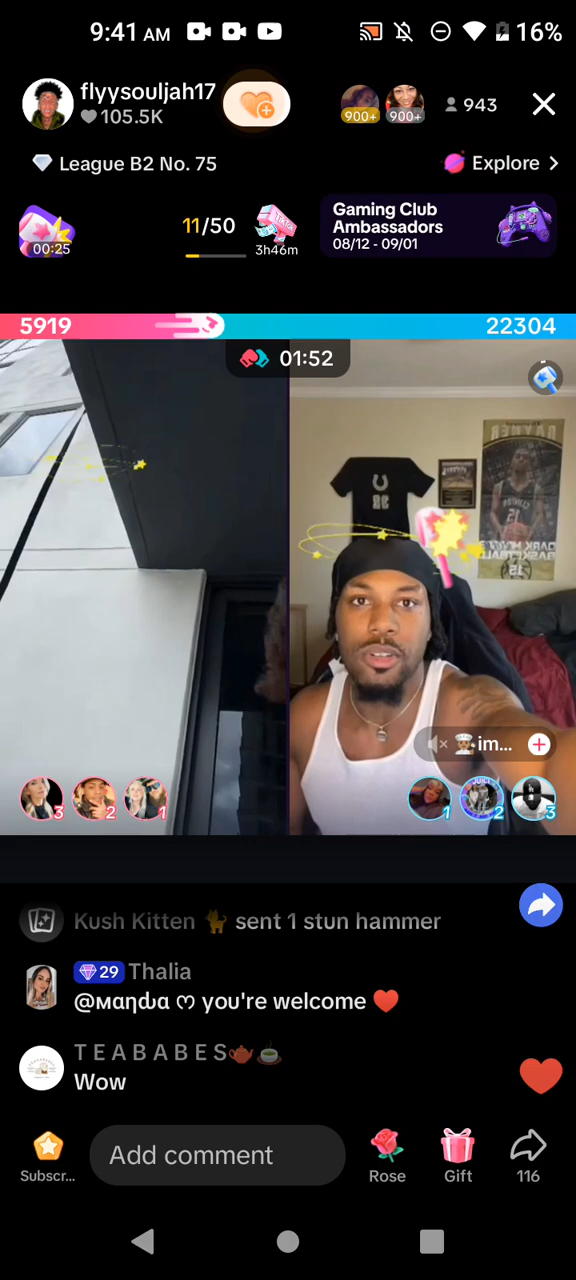 9:41 AM
16%
flyysouljah17
105.5K
900+
900+
943
League B2 No. 75
Explore >
00:25
11/50
TikTok
3h46m
Gaming Club
Ambassadors
08/12 - 09/01
5919
22304
01:52
im...
3
2
1
1
2
3
Kush Kitten 🐈 sent 1 stun hammer
29 Thalia
@мαηԃα ო you're welcome ❤️
T E A B A B E S🫖🍵
Wow
Subscr...
Add comment
Rose
Gift
116